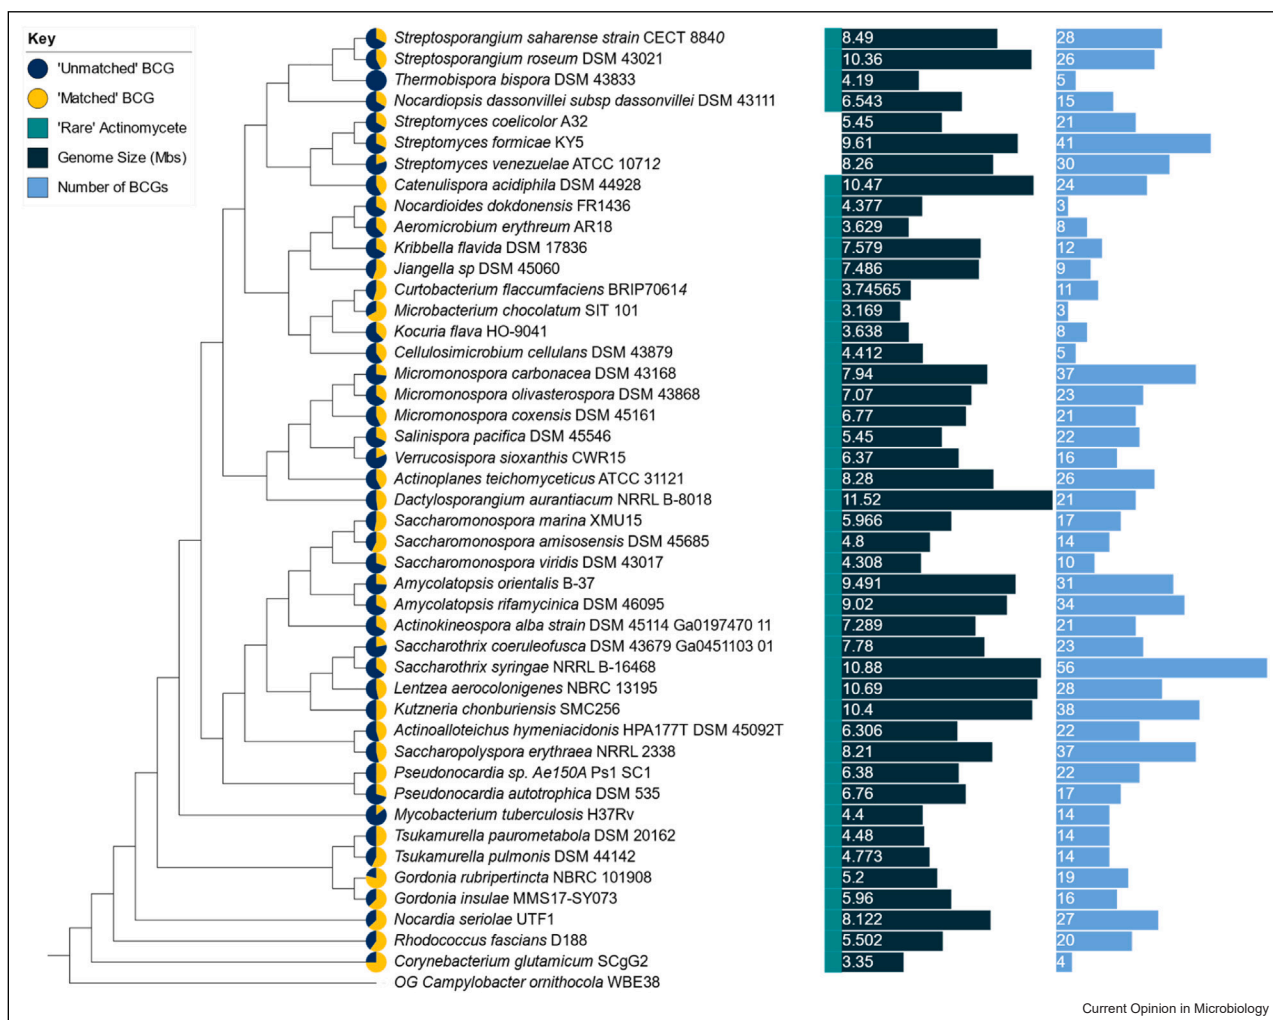 Key
'Unmatched' BCG
'Matched' BCG
'Rare' Actinomycete
Genome Size (Mbs)
Number of BCGs
Streptosporangium saharense strain CECT 8840 8.49 28
Streptosporangium roseum DSM 43021 10.36 26
Thermobispora bispora DSM 43833 4.19 5
Nocardiopsis dassonvillei subsp dassonvillei DSM 43111 6.543 15
Streptomyces coelicolor A32 5.45 21
Streptomyces formicae KY5 9.61 41
Streptomyces venezuelae ATCC 10712 8.26 30
Catenulispora acidiphila DSM 44928 10.47 24
Nocardioides dokdonensis FR1436 4.377 3
Aeromicrobium erythreum AR18 3.629 8
Kribbella flavida DSM 17836 7.579 12
Jiangella sp DSM 45060 7.486 9
Curtobacterium flaccumfaciens BRIP70614 3.74565 11
Microbacterium chocolatum SIT 101 3.169 3
Kocuria flava HO-9041 3.638 8
Cellulosimicrobium cellulans DSM 43879 4.412 5
Micromonospora carbonacea DSM 43168 7.94 37
Micromonospora olivasterospora DSM 43868 7.07 23
Micromonospora coxensis DSM 45161 6.77 21
Salinispora pacifica DSM 45546 5.45 22
Verrucosispora sioxanthis CWR15 6.37 16
Actinoplanes teichomyceticus ATCC 31121 8.28 26
Dactylosporangium aurantiacum NRRL B-8018 11.52 21
Saccharomonospora marina XMU15 5.966 17
Saccharomonospora amisosensis DSM 45685 4.8 14
Saccharomonospora viridis DSM 43017 4.308 10
Amycolatopsis orientalis B-37 9.491 31
Amycolatopsis rifamycinica DSM 46095 9.02 34
Actinokineospora alba strain DSM 45114 Ga0197470 11 7.289 21
Saccharothrix coeruleofusca DSM 43679 Ga0451103 01 7.78 23
Saccharothrix syringae NRRL B-16468 10.88 56
Lentzea aerocolonigenes NBRC 13195 10.69 28
Kutzneria chonburiensis SMC256 10.4 38
Actinoalloteichus hymeniacidonis HPA177T DSM 45092T 6.306 22
Saccharopolyspora erythraea NRRL 2338 8.21 37
Pseudonocardia sp. Ae150A Ps1 SC1 6.38 22
Pseudonocardia autotrophica DSM 535 6.76 17
Mycobacterium tuberculosis H37Rv 4.4 14
Tsukamurella paurometabola DSM 20162 4.48 14
Tsukamurella pulmonis DSM 44142 4.773 14
Gordonia rubripertincta NBRC 101908 5.2 19
Gordonia insulae MMS17-SY073 5.96 16
Nocardia seriolae UTF1 8.122 27
Rhodococcus fascians D188 5.502 20
Corynebacterium glutamicum SCgG2 3.35 4
OG Campylobacter ornithocola WBE38
Current Opinion in Microbiology